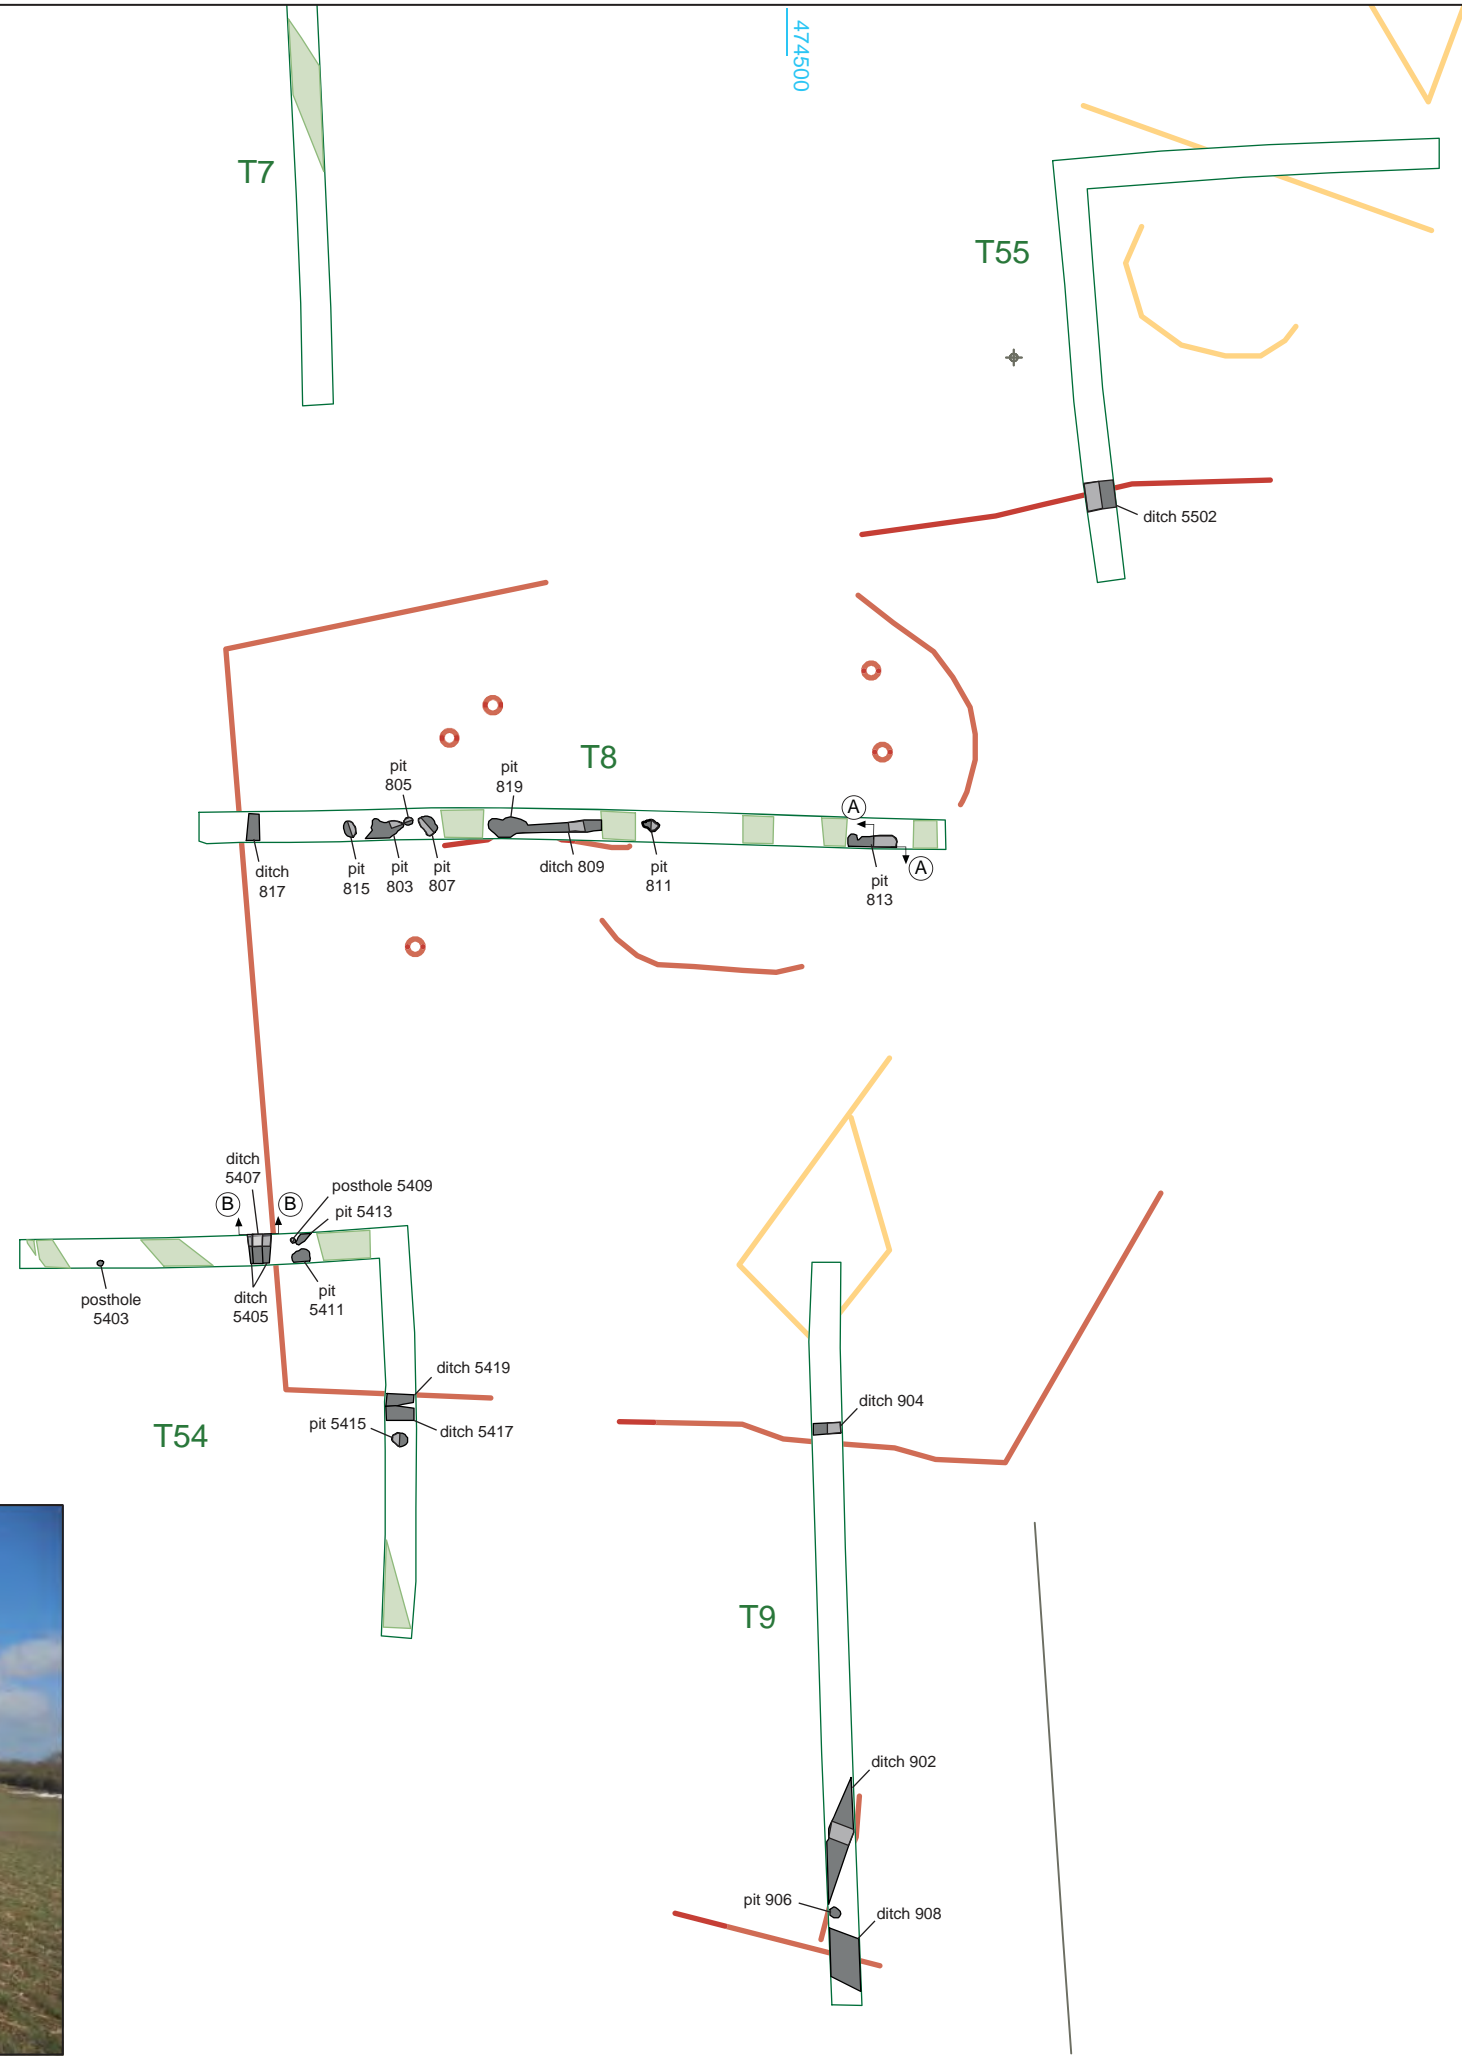 474500
T7
T55
ditch 5502
T8
pit
805
pit
819
A
ditch
817
pit
815
pit
803
pit
807
ditch 809
pit
811
pit
813
A
ditch
5407
B
B
posthole 5409
pit 5413
posthole
5403
ditch
5405
pit
5411
ditch 5419
pit 5415
ditch 5417
T54
ditch 904
T9
ditch 902
pit 906
ditch 908